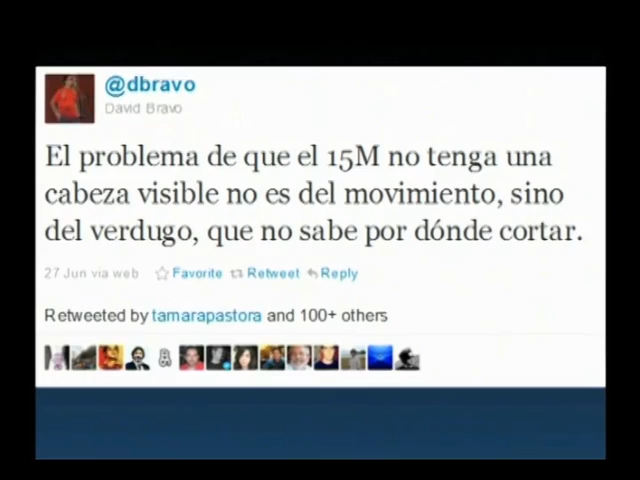 @dbravo
David Bravo
El problema de que el 15M no tenga una
cabeza visible no es del movimiento, sino
del verdugo, que no sabe por dónde cortar.
27 Jun via web Favorite Retweet Reply
Retweeted by tamarapastora and 100+ others